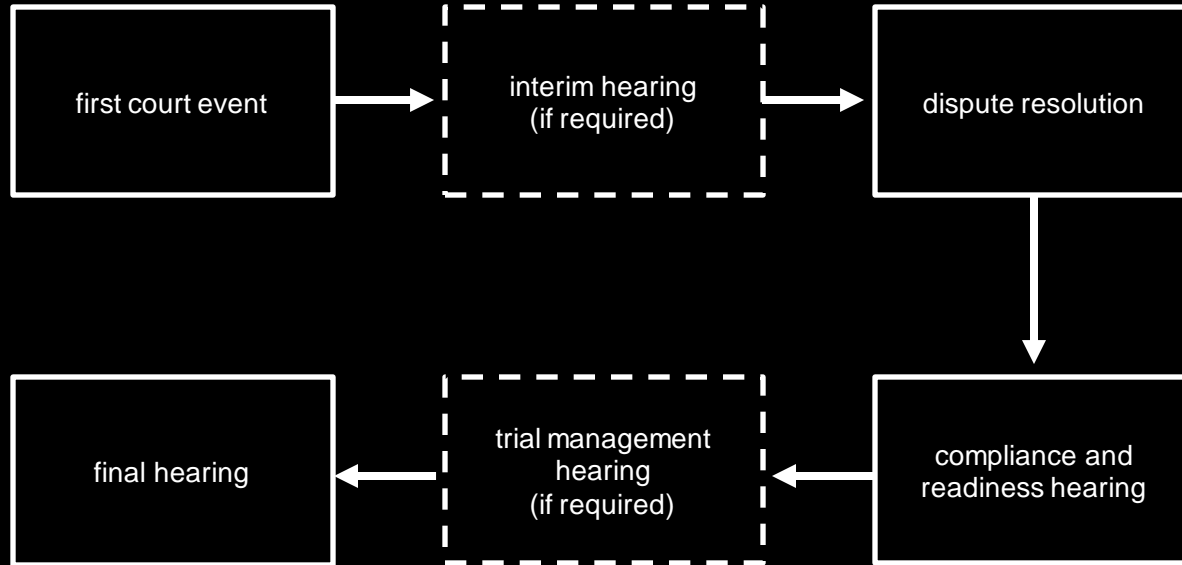 first court event
interim hearing
(if required)
dispute resolution
compliance and
readiness hearing
trial management
hearing
(if required)
final hearing